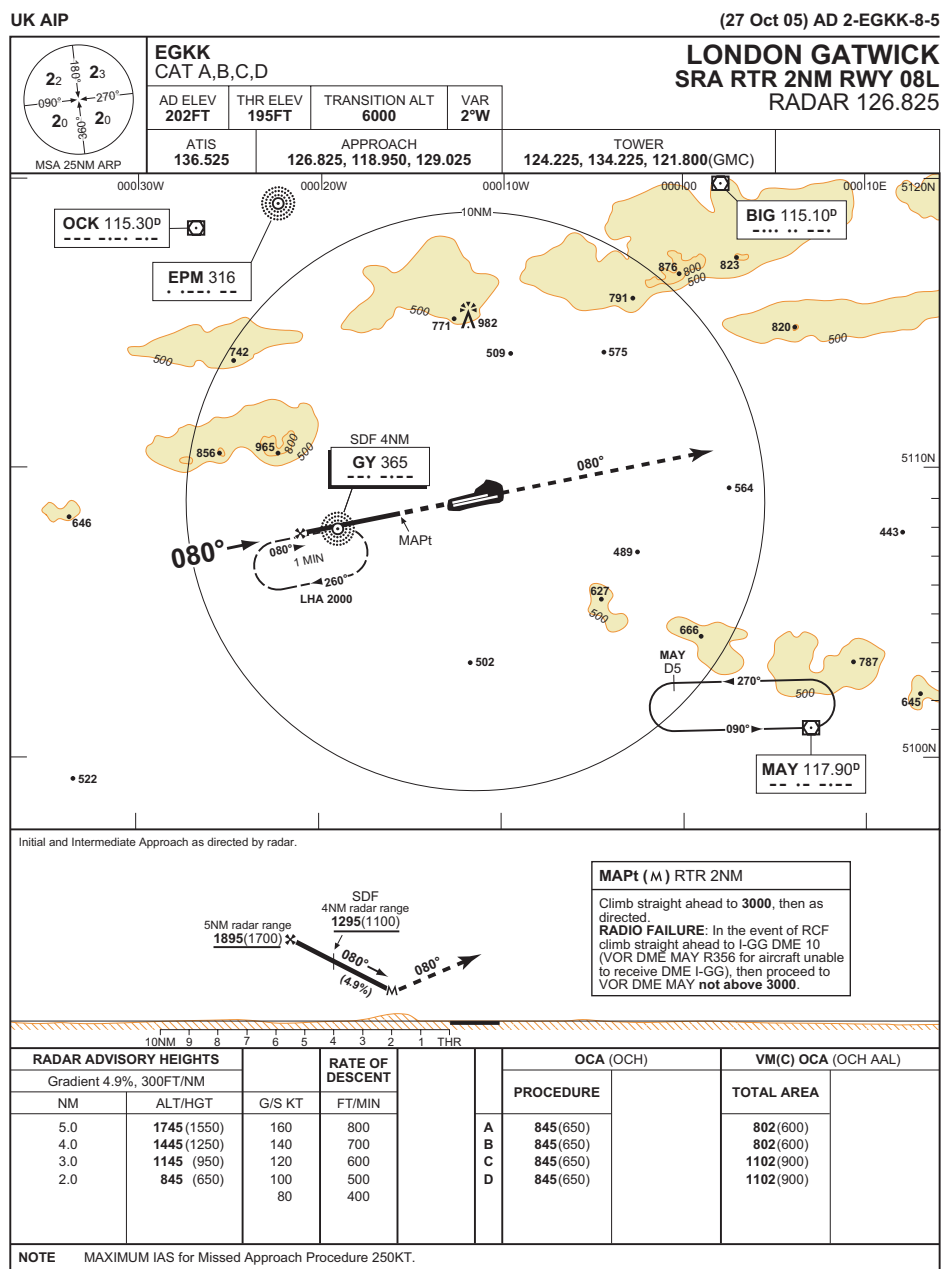 UK AIP
(27 Oct 05) AD 2-EGKK-8-5
180°
22 23
090° 270°
20 20
360°
MSA 25NM ARP
EGKK
CAT A,B,C,D
LONDON GATWICK
SRA RTR 2NM RWY 08L
RADAR 126.825
AD ELEV
202FT
THR ELEV
195FT
TRANSITION ALT
6000
VAR
2°W
ATIS
136.525
APPROACH
126.825, 118.950, 129.025
TOWER
124.225, 134.225, 121.800(GMC)
00030W
00020W
00010W
00000
00010E
5120N
OCK 115.30D
EPM 316
10NM
BIG 115.10D
876
800
500
823
791
500
771
982
820
500
742
500
509
575
856
965
800
500
SDF 4NM
GY 365
080°
5110N
564
646
MAPt
443
080°
080°
1 MIN
260°
LHA 2000
489
627
500
666
MAY
D5
502
787
270°
500
645
090°
5100N
MAY 117.90D
522
Initial and Intermediate Approach as directed by radar.
SDF
4NM radar range
1295(1100)
5NM radar range
1895(1700)
080°
(4.9%)
080°
M
MAPt (M) RTR 2NM
Climb straight ahead to 3000, then as
directed.
RADIO FAILURE: In the event of RCF
climb straight ahead to I-GG DME 10
(VOR DME MAY R356 for aircraft unable
to receive DME I-GG), then proceed to
VOR DME MAY not above 3000.
10NM 9 8 7 6 5 4 3 2 1 THR
RADAR ADVISORY HEIGHTS
Gradient 4.9%, 300FT/NM
RATE OF
DESCENT
OCA (OCH)
VM(C) OCA (OCH AAL)
PROCEDURE
TOTAL AREA
NM ALT/HGT G/S KT FT/MIN
5.0 1745 (1550) 160 800 A 845(650) 802(600)
4.0 1445 (1250) 140 700 B 845(650) 802(600)
3.0 1145 (950) 120 600 C 845(650) 1102(900)
2.0 845 (650) 100 500 D 845(650) 1102(900)
80 400
NOTE MAXIMUM IAS for Missed Approach Procedure 250KT.